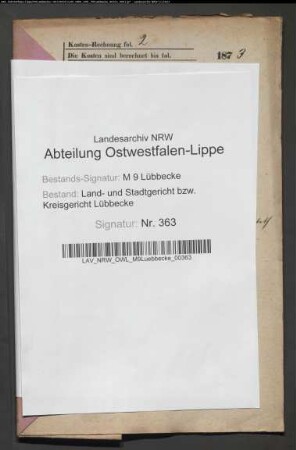 Kosten-Rechnung fol. 2
Die Kosten sind berechnet bis fol.
187 3
Landesarchiv NRW
Abteilung Ostwestfalen-Lippe
Bestands-Signatur: M 9 Lübbecke
Bestand: Land- und Stadtgericht bzw.
Kreisgericht Lübbecke
Signatur: Nr. 363
LAV_NRW_OWL_M9Luebbecke_00363